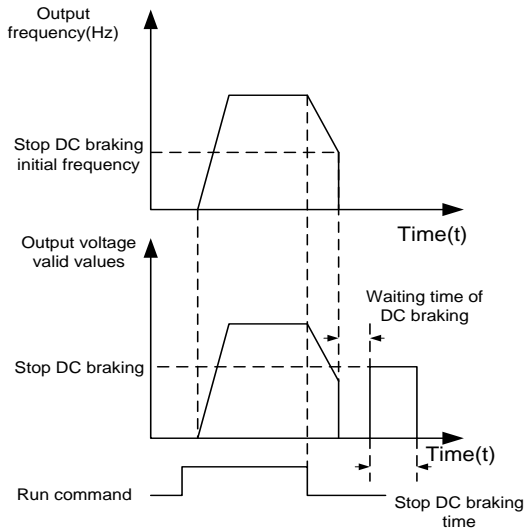 Output
frequency(Hz)
Stop DC braking
initial frequency
Time(t)
Output voltage
valid values
Waiting time of
DC braking
Stop DC braking
Time(t)
Run command
Stop DC braking
time